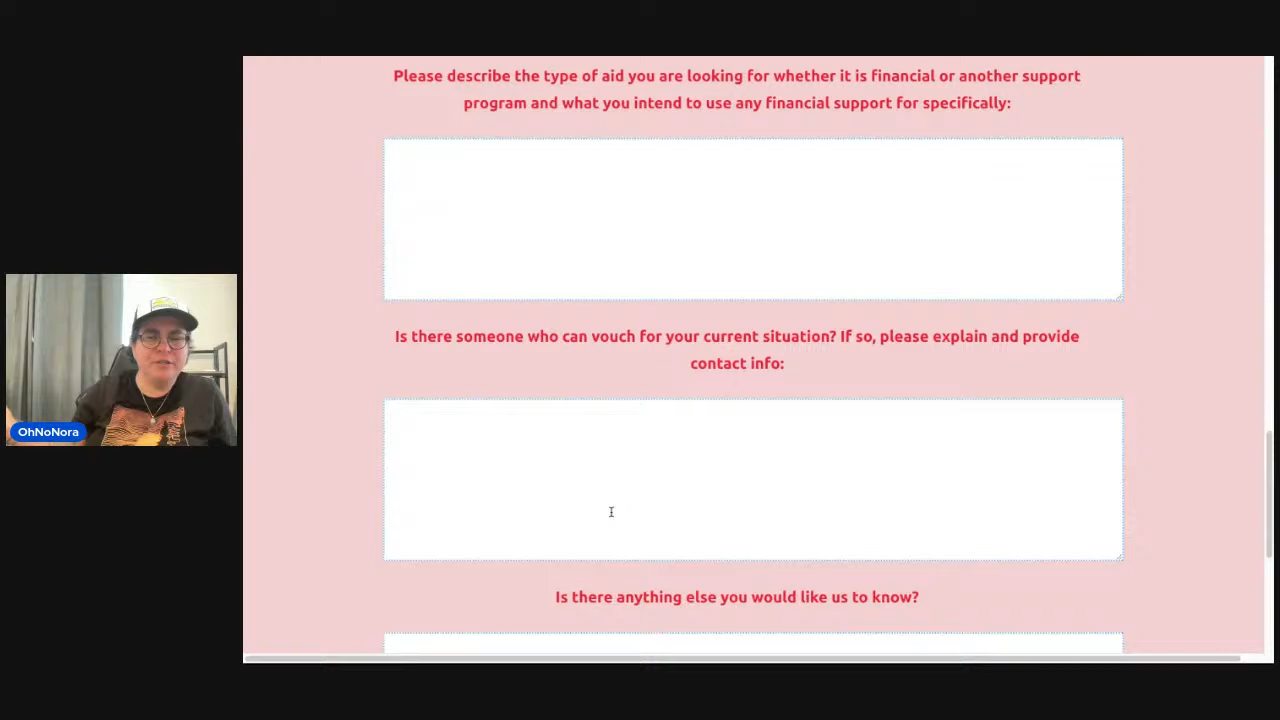 Please describe the type of aid you are looking for whether it is financial or another support
program and what you intend to use any financial support for specifically:
Is there someone who can vouch for your current situation? If so, please explain and provide
contact info:
OhNoNora
Is there anything else you would like us to know?